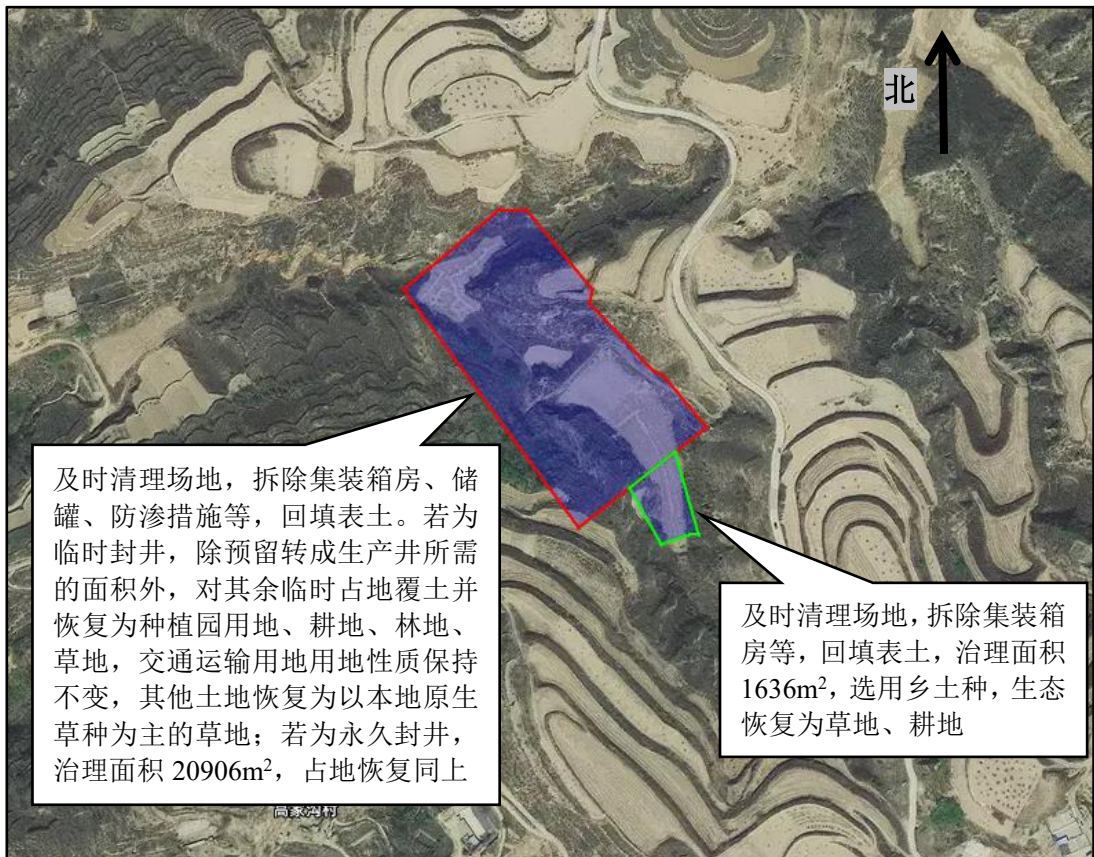 北
及时清理场地，拆除集装箱房、储
罐、防渗措施等，回填表土。若为
临时封井，除预留转成生产井所需
的面积外，对其余临时占地覆土并
恢复为种植园用地、耕地、林地、
草地，交通运输用地用地性质保持
不变，其他土地恢复为以本地原生
草种为主的草地；若为永久封井，
治理面积 20906m²，占地恢复同上
及时清理场地，拆除集装箱
房等，回填表土，治理面积
1636m²，选用乡土种，生态
恢复为草地、耕地
高家沟村